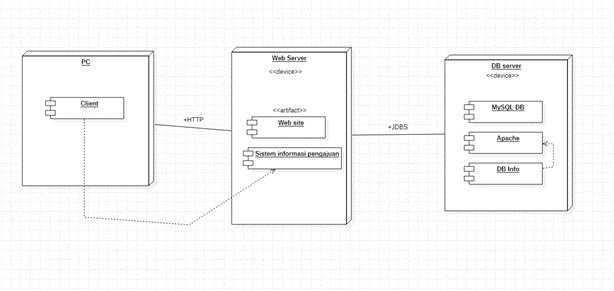 PC
Client
+HTTP
Web Server
<<device>>
<<artifact>>
Web site
Sistem informasi pengajuan
+JDBS
DB server
<<device>>
MySQL DB
Apache
DB Info